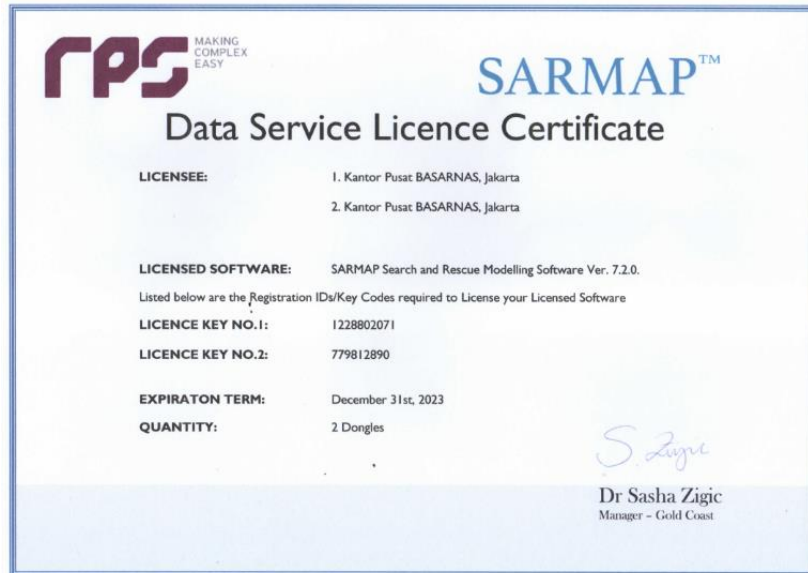 rps MAKING
COMPLEX
EASY
SARMAP™
Data Service Licence Certificate
LICENSEE: 1. Kantor Pusat BASARNAS, Jakarta
2. Kantor Pusat BASARNAS, Jakarta
LICENSED SOFTWARE: SARMAP Search and Rescue Modelling Software Ver. 7.2.0.
Listed below are the Registration IDs/Key Codes required to License your Licensed Software
LICENCE KEY NO.1: 1228802071
LICENCE KEY NO.2: 779812890
EXPIRATON TERM: December 31st, 2023
QUANTITY: 2 Dongles
S. Zigic
Dr Sasha Zigic
Manager – Gold Coast